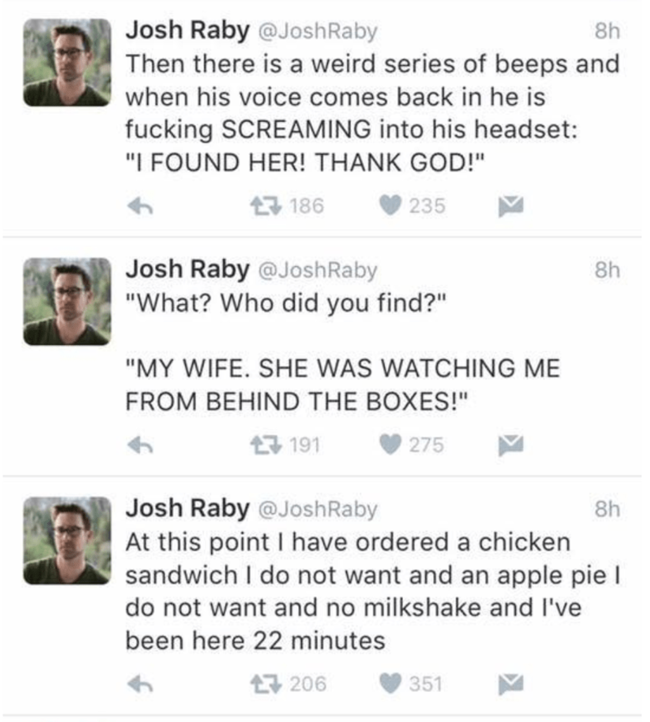 Josh Raby @JoshRaby 8h
Then there is a weird series of beeps and
when his voice comes back in he is
fucking SCREAMING into his headset:
"I FOUND HER! THANK GOD!"
186 235
Josh Raby @JoshRaby 8h
"What? Who did you find?"
"MY WIFE. SHE WAS WATCHING ME
FROM BEHIND THE BOXES!"
191 275
Josh Raby @JoshRaby 8h
At this point I have ordered a chicken
sandwich I do not want and an apple pie I
do not want and no milkshake and I've
been here 22 minutes
206 351